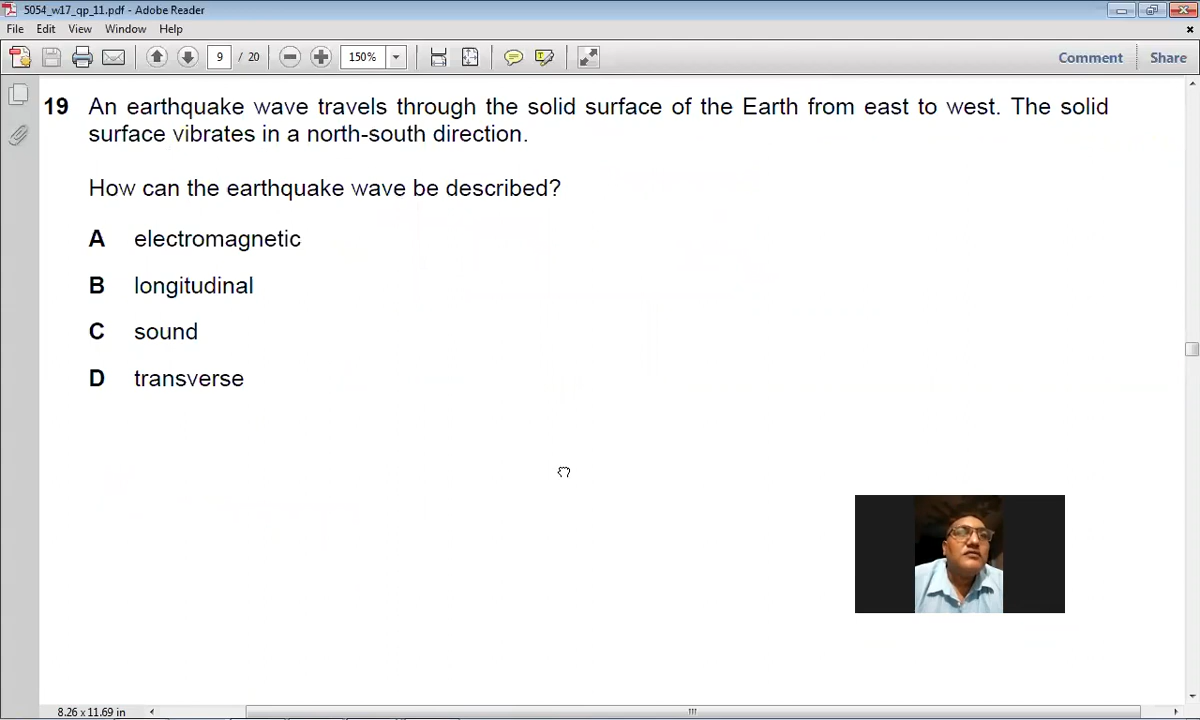 5054_w17_qp_11.pdf - Adobe Reader
File Edit View Window Help
9 / 20 150% Comment Share
19 An earthquake wave travels through the solid surface of the Earth from east to west. The solid
surface vibrates in a north-south direction.
How can the earthquake wave be described?
A electromagnetic
B longitudinal
C sound
D transverse
8.26 x 11.69 in